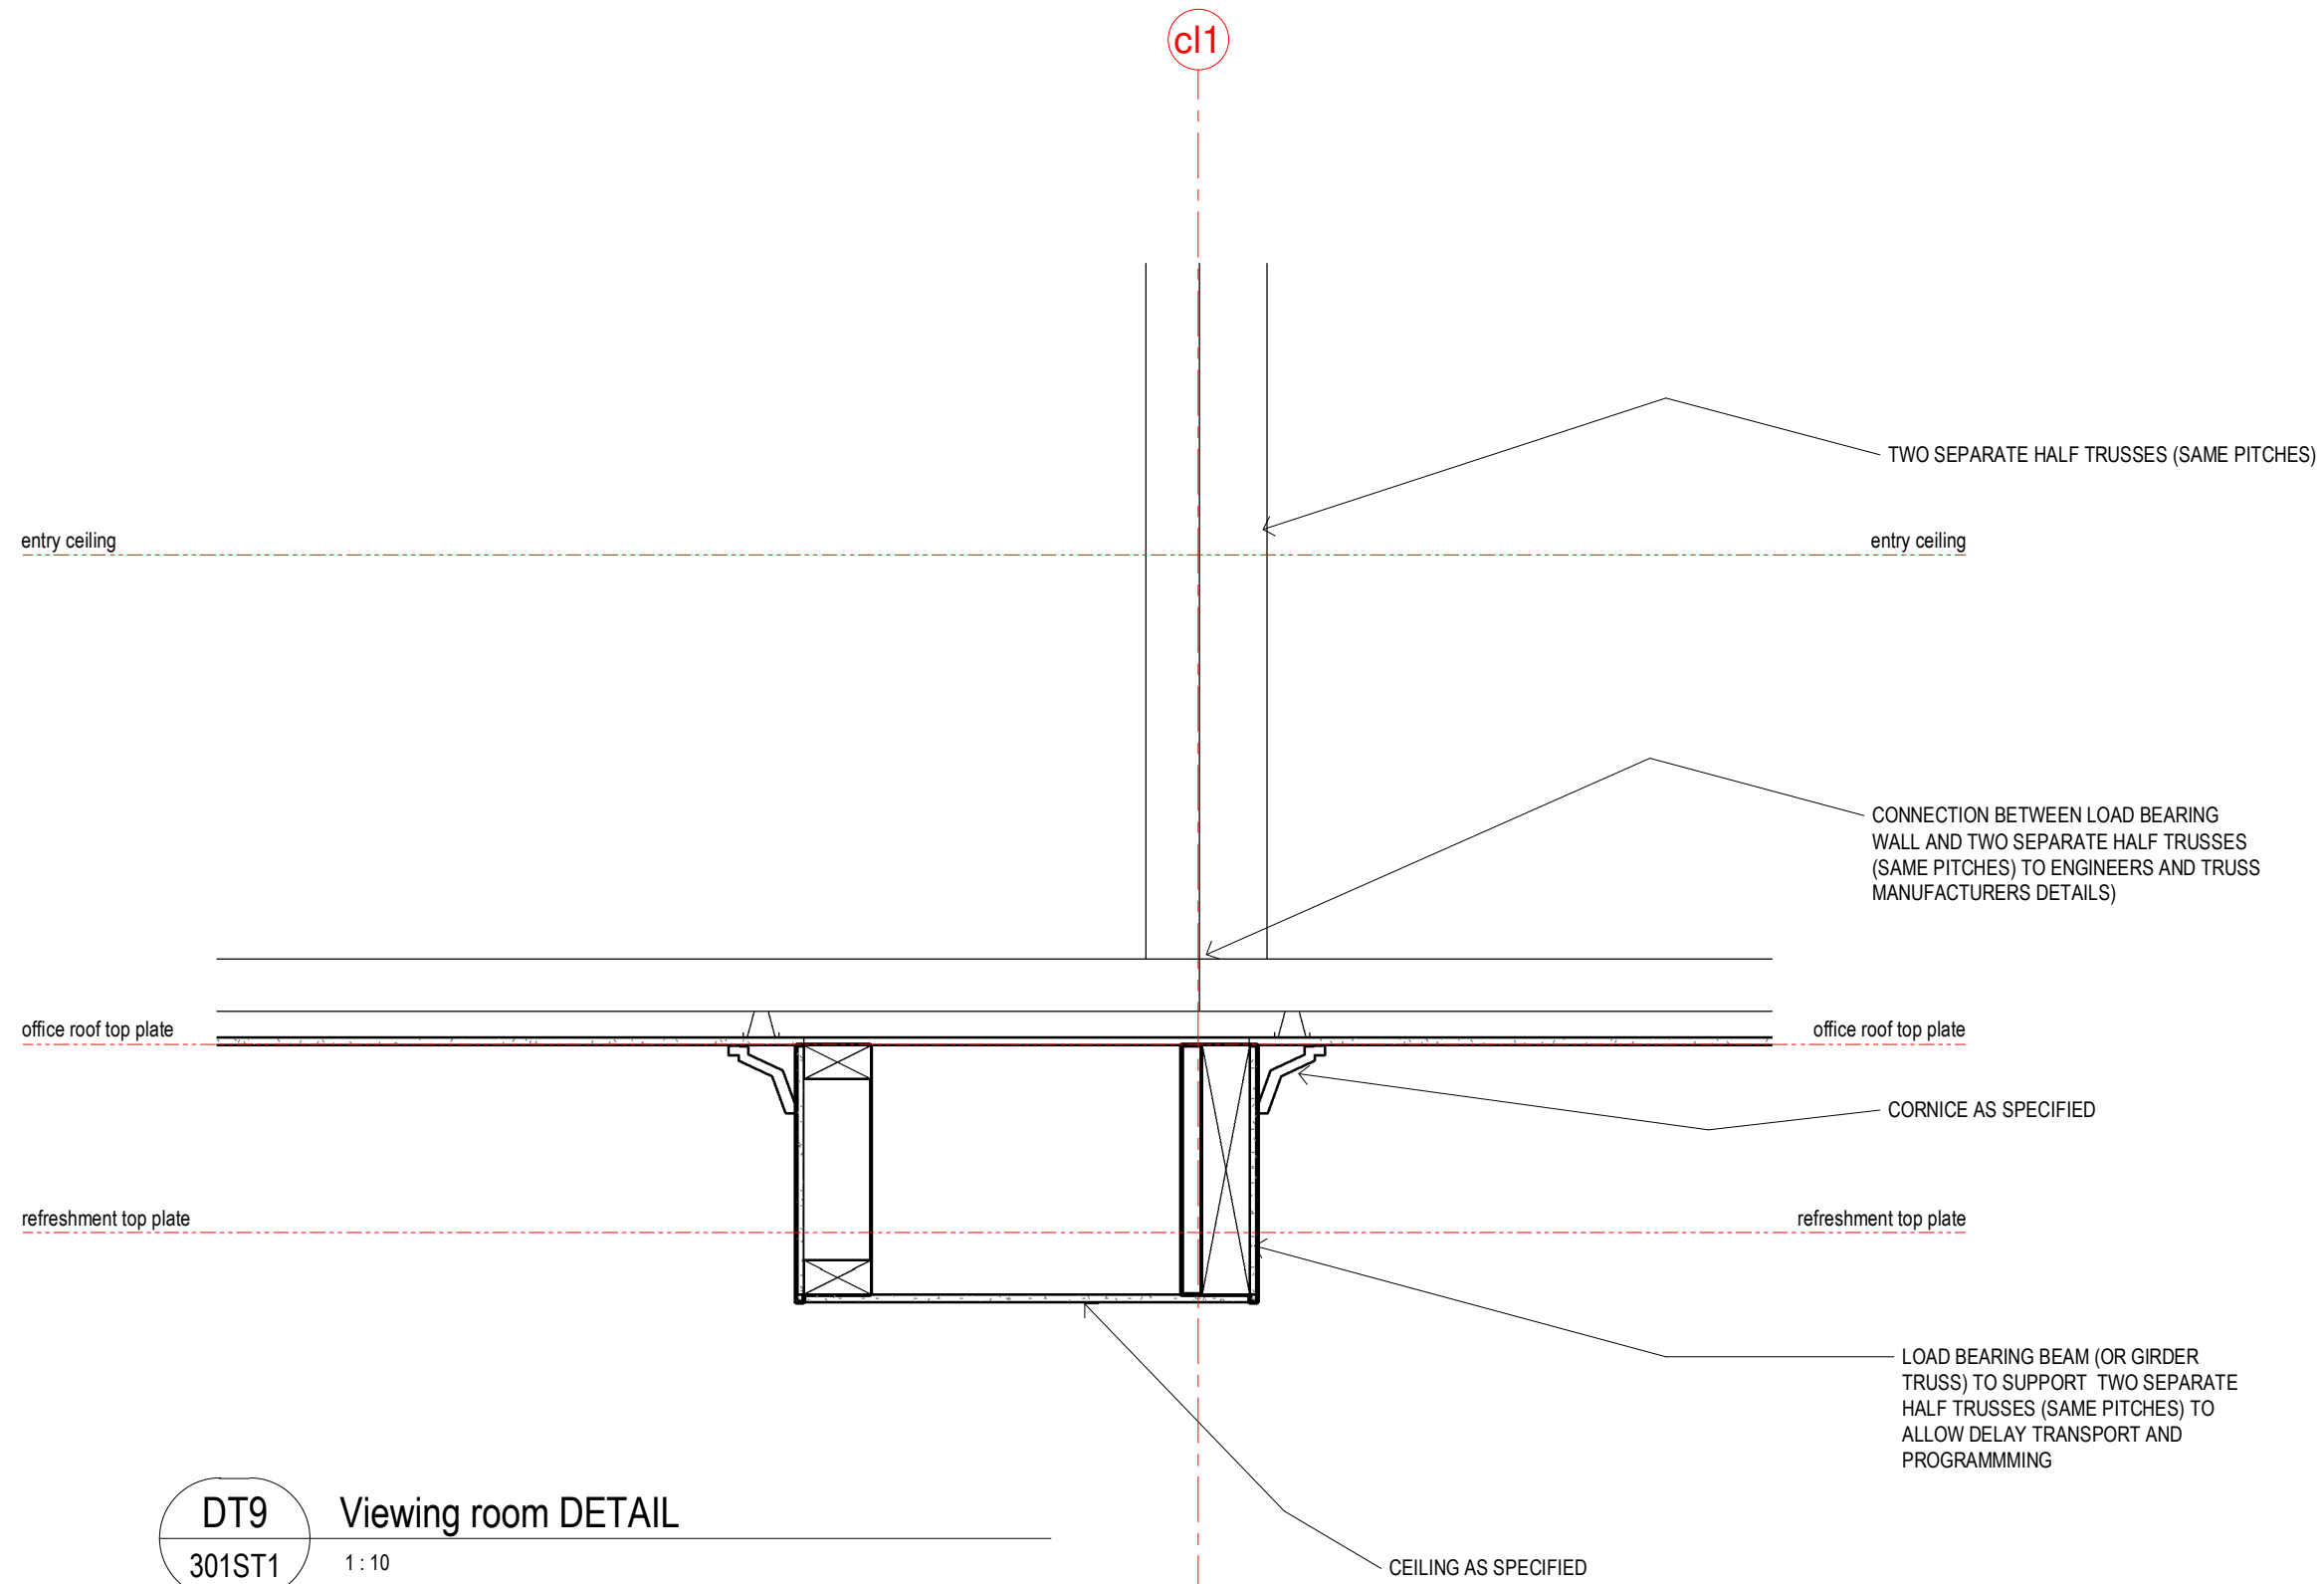 cl1
TWO SEPARATE HALF TRUSSES (SAME PITCHES)
entry ceiling
entry ceiling
CONNECTION BETWEEN LOAD BEARING
WALL AND TWO SEPARATE HALF TRUSSES
(SAME PITCHES) TO ENGINEERS AND TRUSS
MANUFACTURERS DETAILS)
office roof top plate
office roof top plate
CORNICE AS SPECIFIED
refreshment top plate
refreshment top plate
LOAD BEARING BEAM (OR GIRDER
TRUSS) TO SUPPORT TWO SEPARATE
HALF TRUSSES (SAME PITCHES) TO
ALLOW DELAY TRANSPORT AND
PROGRAMMMING
DT9
Viewing room DETAIL
301ST1
1 : 10
CEILING AS SPECIFIED